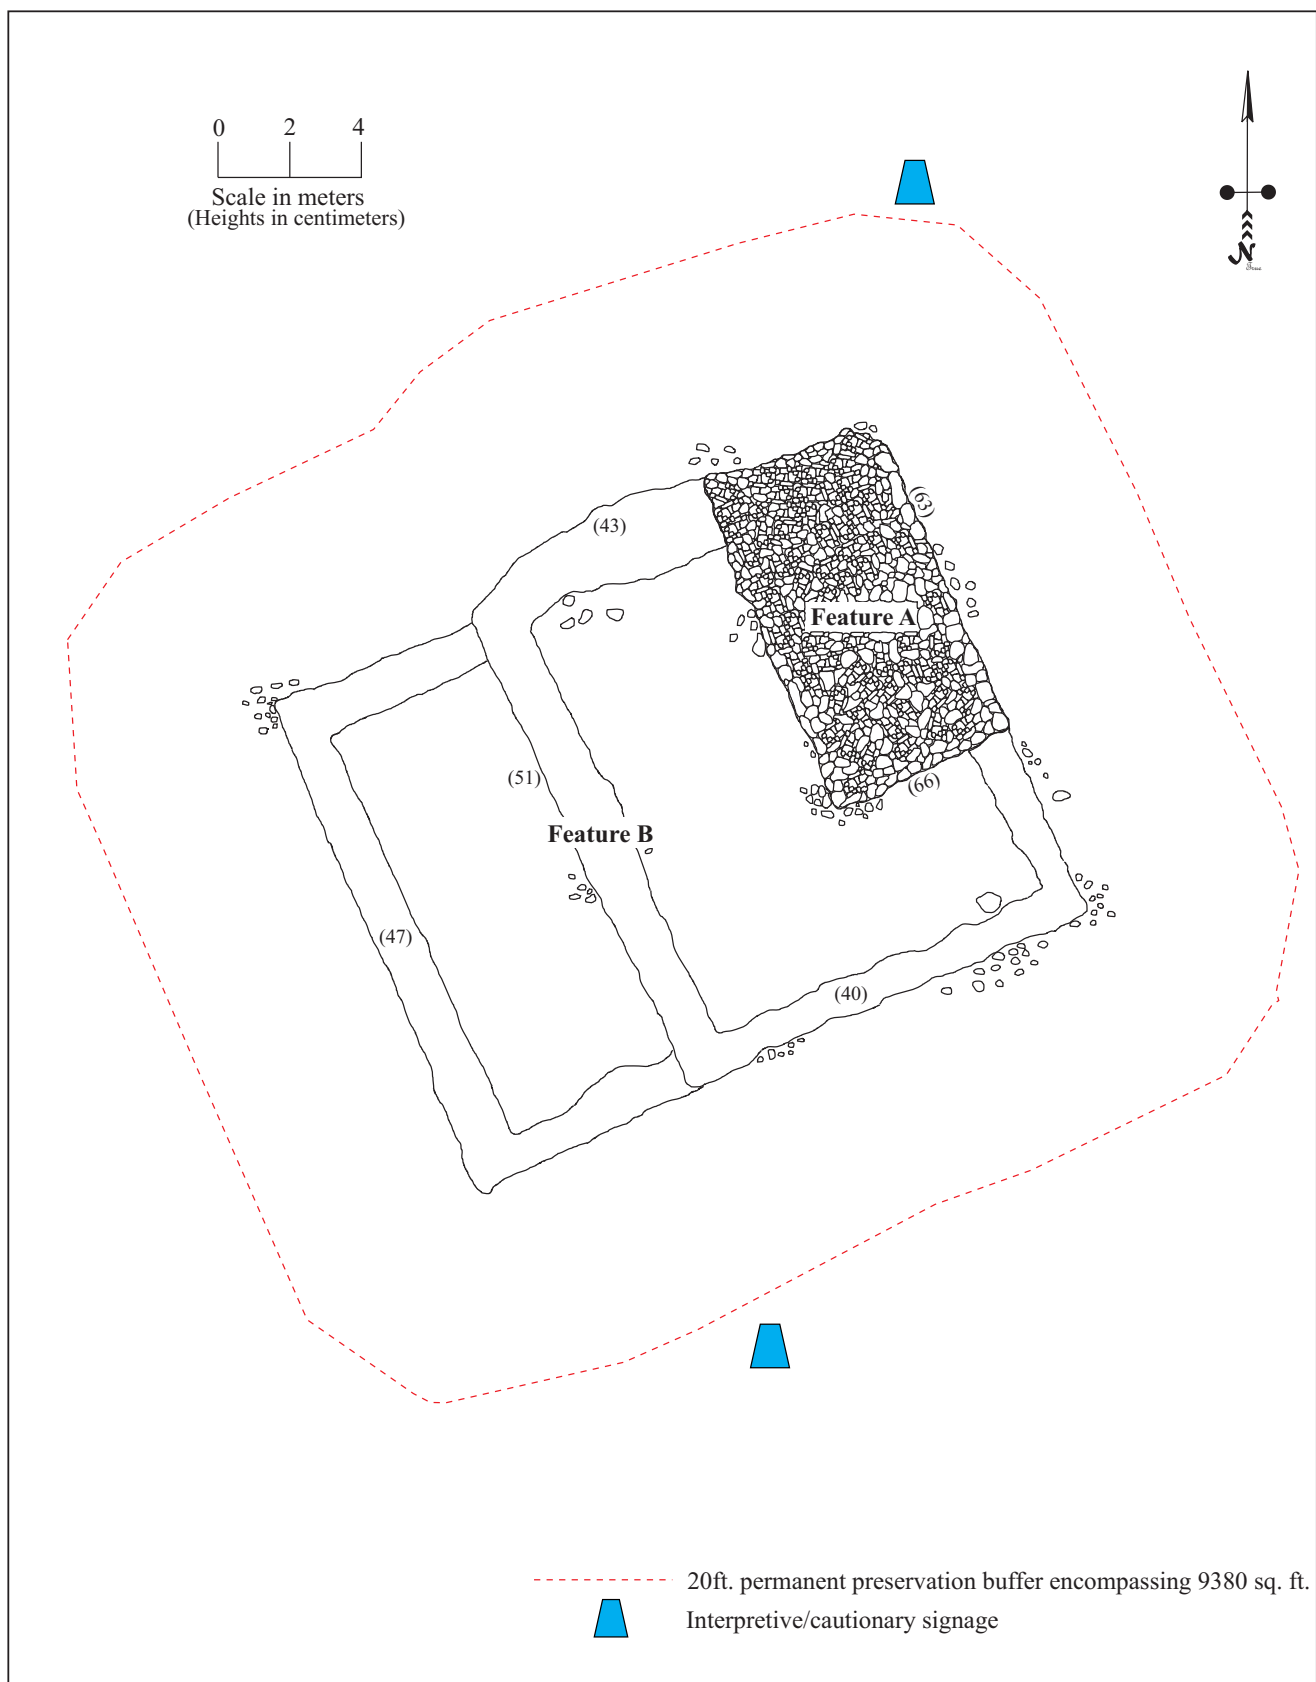 0 2 4
Scale in meters
(Heights in centimeters)
N
True
(43)
(63)
Feature A
(51)
(66)
Feature B
(47)
(40)
20ft. permanent preservation buffer encompassing 9380 sq. ft.
Interpretive/cautionary signage